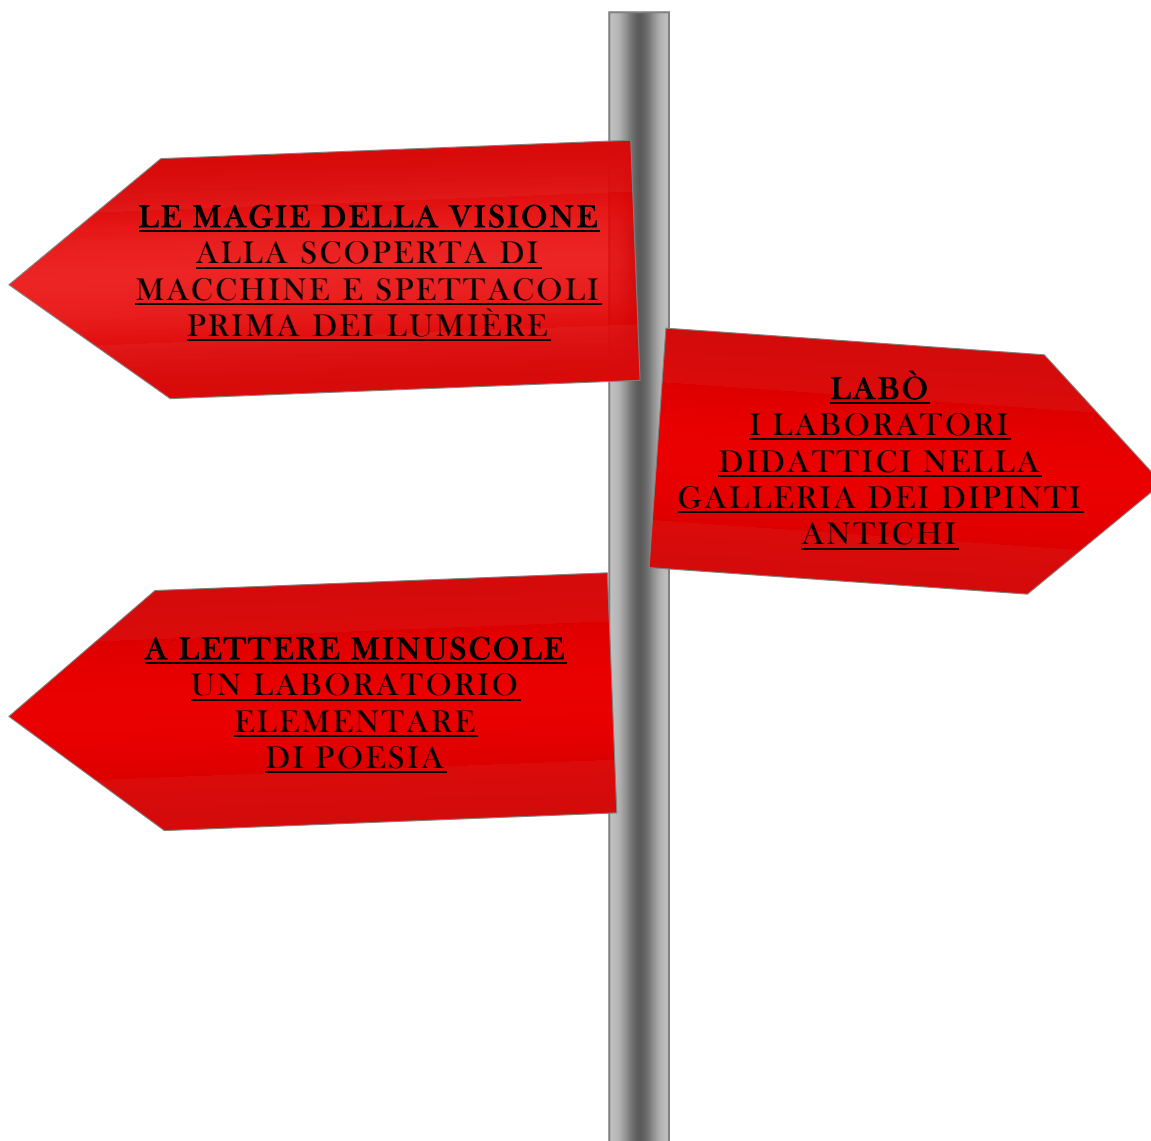 LE MAGIE DELLA VISIONE
ALLA SCOPERTA DI
MACCHINE E SPETTACOLI
PRIMA DEI LUMIÈRE
LABÒ
I LABORATORI
DIDATTICI NELLA
GALLERIA DEI DIPINTI
ANTICHI
A LETTERE MINUSCOLE
UN LABORATORIO
ELEMENTARE
DI POESIA